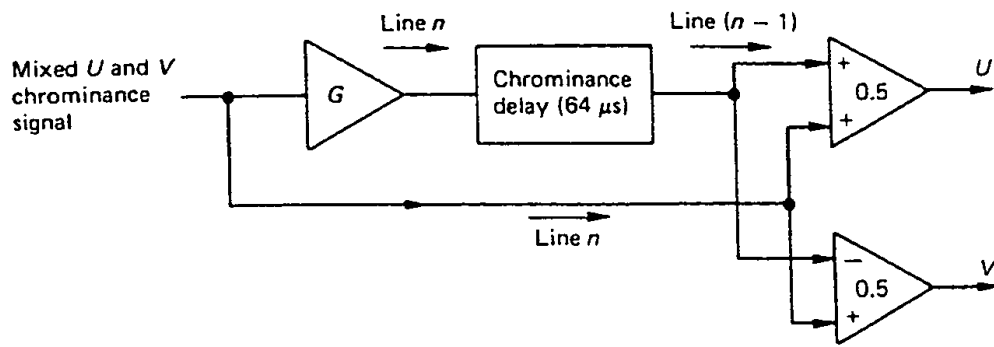 Line n
Line (n − 1)
Mixed U and V
chrominance
signal
G
Chrominance
delay (64 μs)
+
0.5
+
U
Line n
−
0.5
+
V